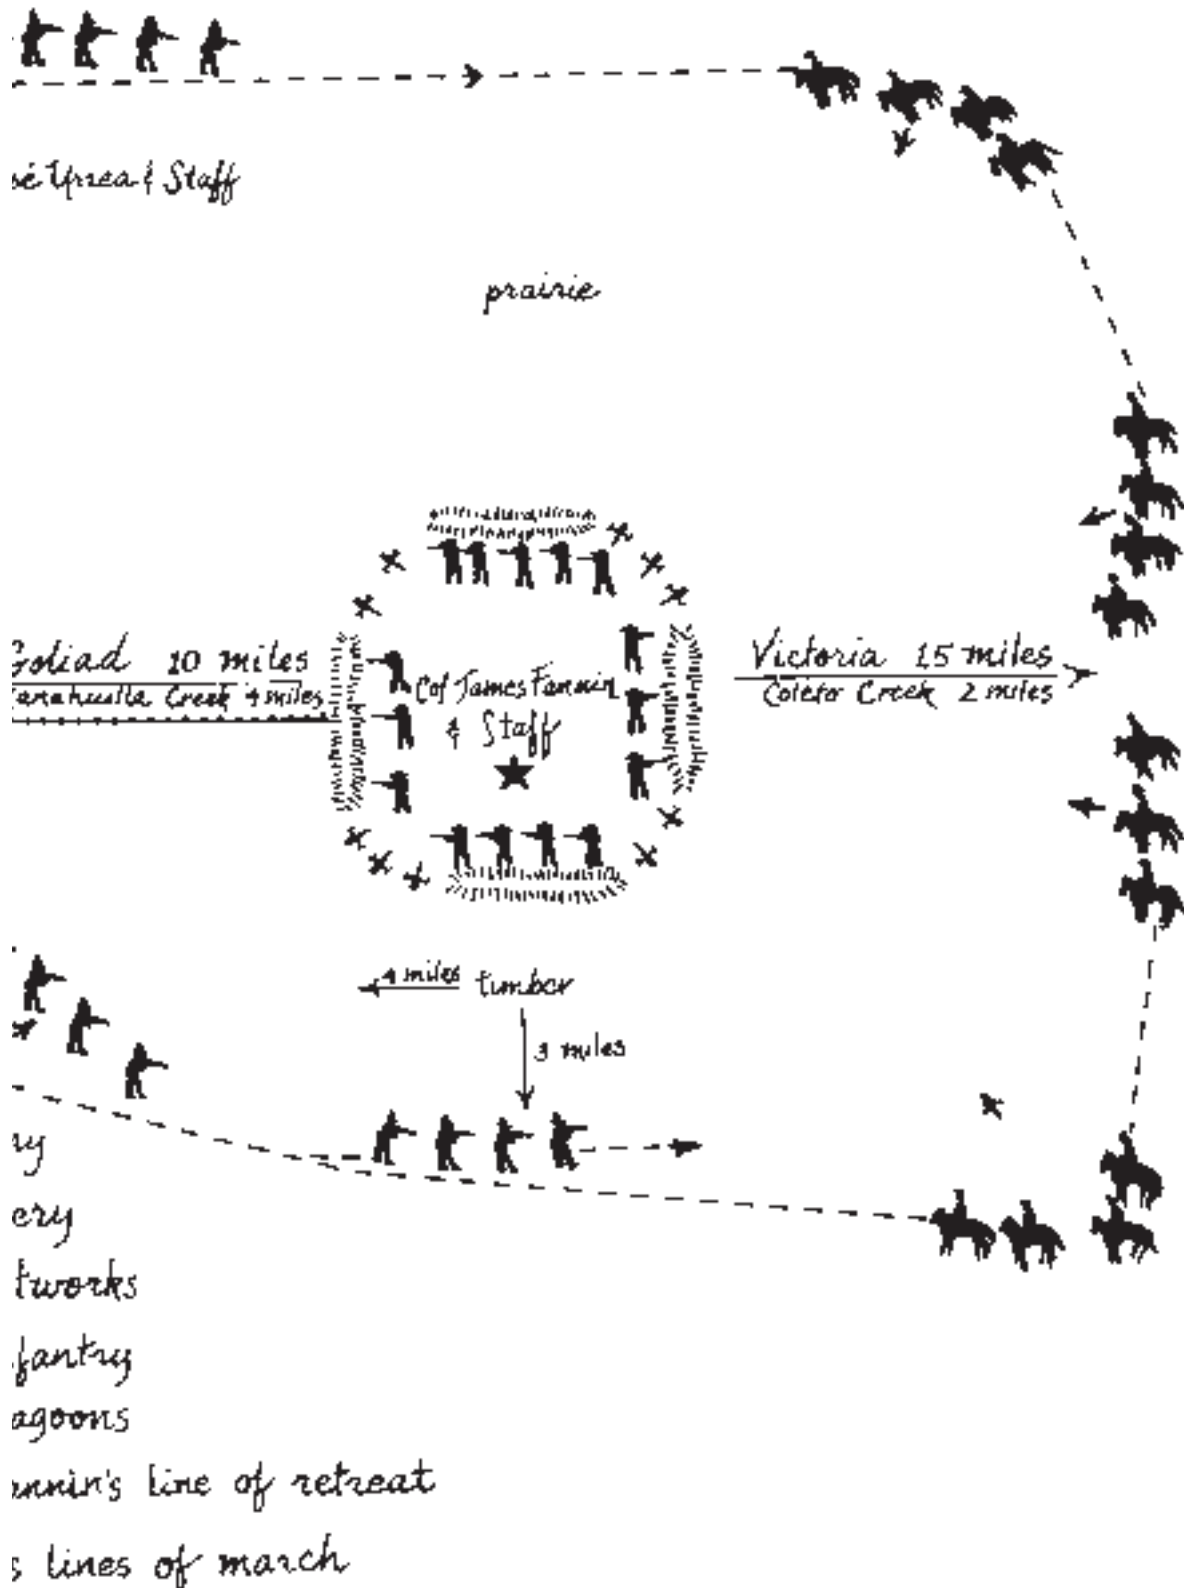 sé Urrea & Staff
prairie
Goliad 10 miles
Manahuilla Creek 4 miles
Col James Fannin
& Staff
Victoria 15 miles
Coleto Creek 2 miles
4 miles timber
3 miles
ry
ery
tworks
fantry
agoons
annin's line of retreat
s lines of march